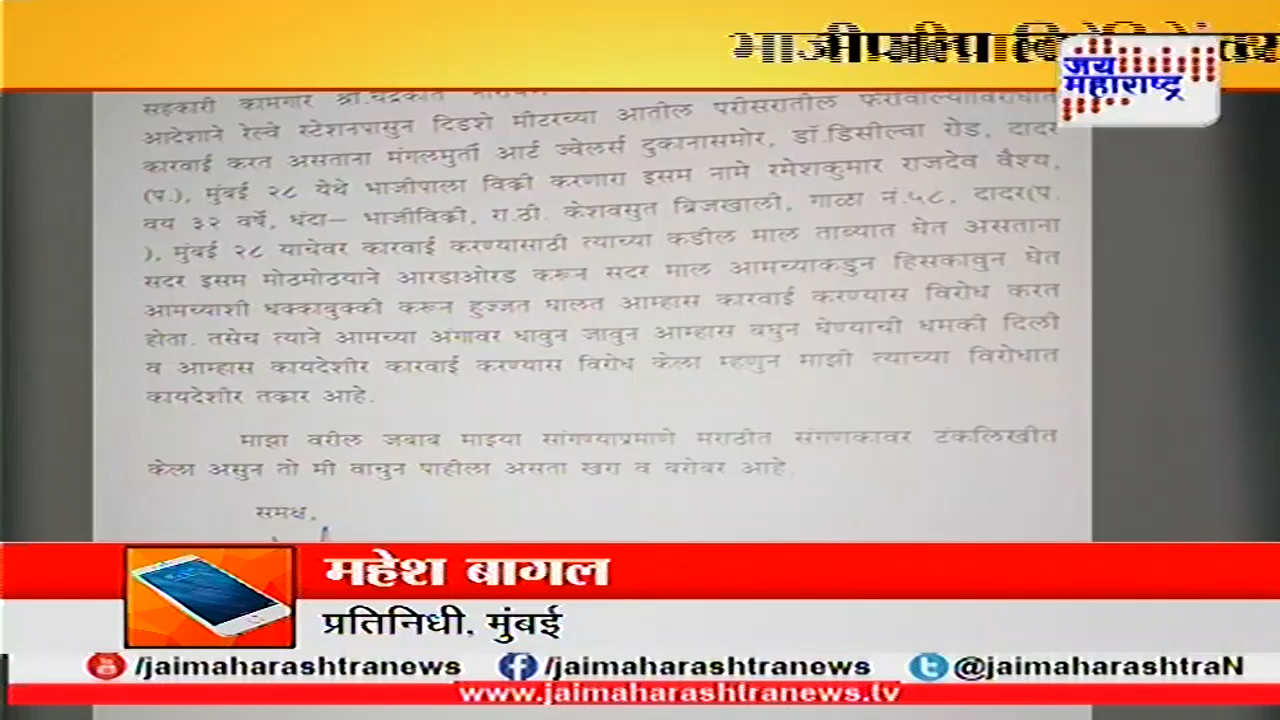 जय
महाराष्ट्र
सहकारी कामगार श्री.चंद्रकांत
आदेशाने रेल्वे स्टेशनपासुन दिडशे मीटरच्या आतील परीसरातील फेरीवाल्यांविरोधात
कारवाई करत असताना मंगलमुर्ती आर्ट ज्वेलर्स दुकानासमोर, डॉ.डिसील्वा रोड, दादर
(प.), मुंबई २८ येथे भाजीपाला विक्री करणारा इसम नामे रमेशकुमार राजदेव वैश्य,
वय ३२ वर्षे, धंदा— भाजीविक्री, रा.ठी. केशवसुत ब्रिजखाली, गाळा नं.५८, दादर(प.
), मुंबई २८ याचेवर कारवाई करण्यासाठी त्याच्या कडील माल ताब्यात घेत असताना
सदर इसम मोठमोठयाने आरडाओरड करून सदर माल आमच्याकडुन हिसकावुन घेत
आमच्याशी धक्काबुक्की करून हुज्जत घालत आम्हास कारवाई करण्यास विरोध करत
होता. तसेच त्याने आमच्या अंगावर धावुन जावुन आम्हास बघुन घेण्याची धमकी दिली
व आम्हास कायदेशीर कारवाई करण्यास विरोध केला म्हणुन माझी त्याच्या विरोधात
कायदेशीर तक्रार आहे.
माझा वरील जबाब माझ्या सांगण्याप्रमाणे मराठीत संगणकावर टंकलिखीत
केला असुन तो मी वाचुन पाहीला असता खरा व बरोबर आहे.
समक्ष,
महेश बागल
प्रतिनिधी, मुंबई
/jaimaharashtranews /jaimaharashtranews @jaimaharashtraN
www.jaimaharashtranews.tv